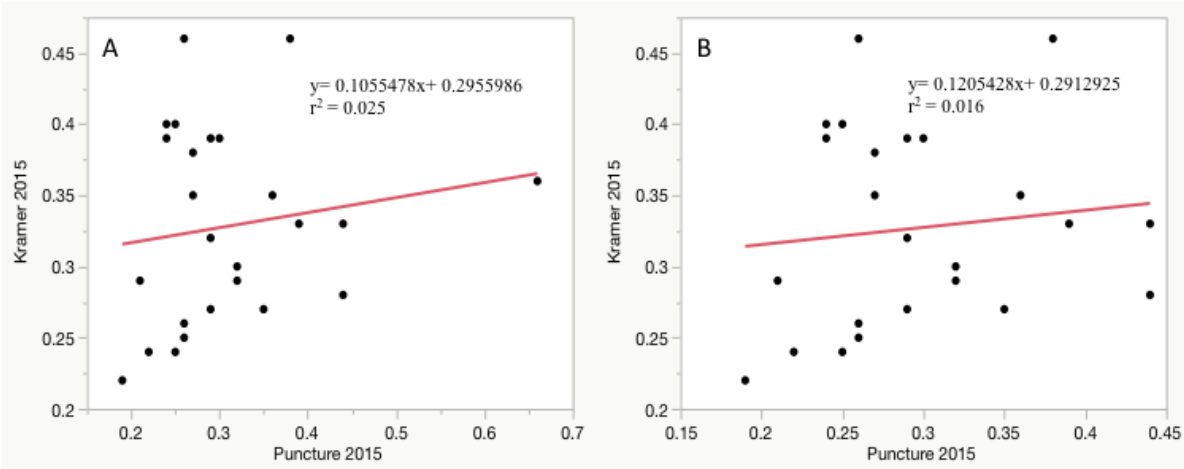 A
y= 0.1055478x+ 0.2955986
r² = 0.025
0.45
0.4
0.35
0.3
0.25
0.2
Kramer 2015
0.2 0.3 0.4 0.5 0.6 0.7
Puncture 2015
B
y= 0.1205428x+ 0.2912925
r² = 0.016
0.45
0.4
0.35
0.3
0.25
0.2
Kramer 2015
0.15 0.2 0.25 0.3 0.35 0.4 0.45
Puncture 2015